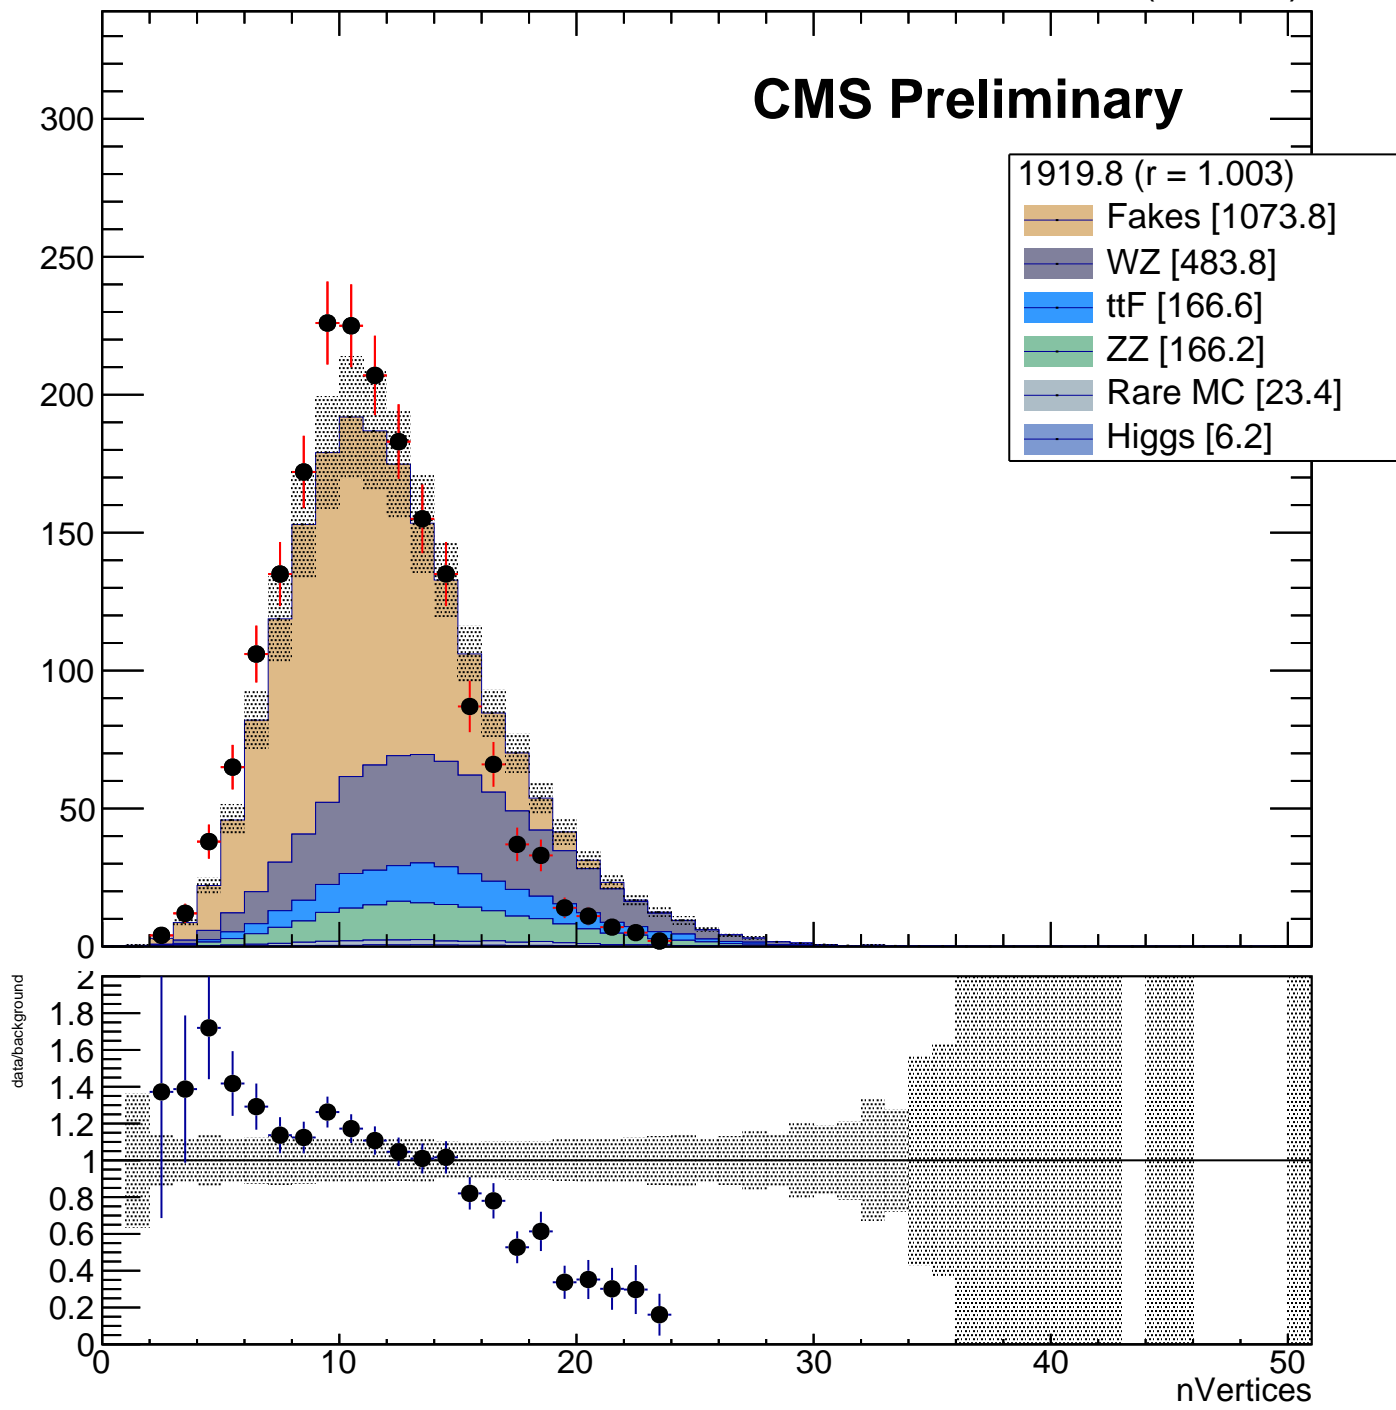 CMS Preliminary
1919.8 (r = 1.003)
Fakes [1073.8]
WZ [483.8]
ttF [166.6]
ZZ [166.2]
Rare MC [23.4]
Higgs [6.2]
300
250
200
150
100
50
0
data/background
2
1.8
1.6
1.4
1.2
1
0.8
0.6
0.4
0.2
0
0 10 20 30 40 50
nVertices